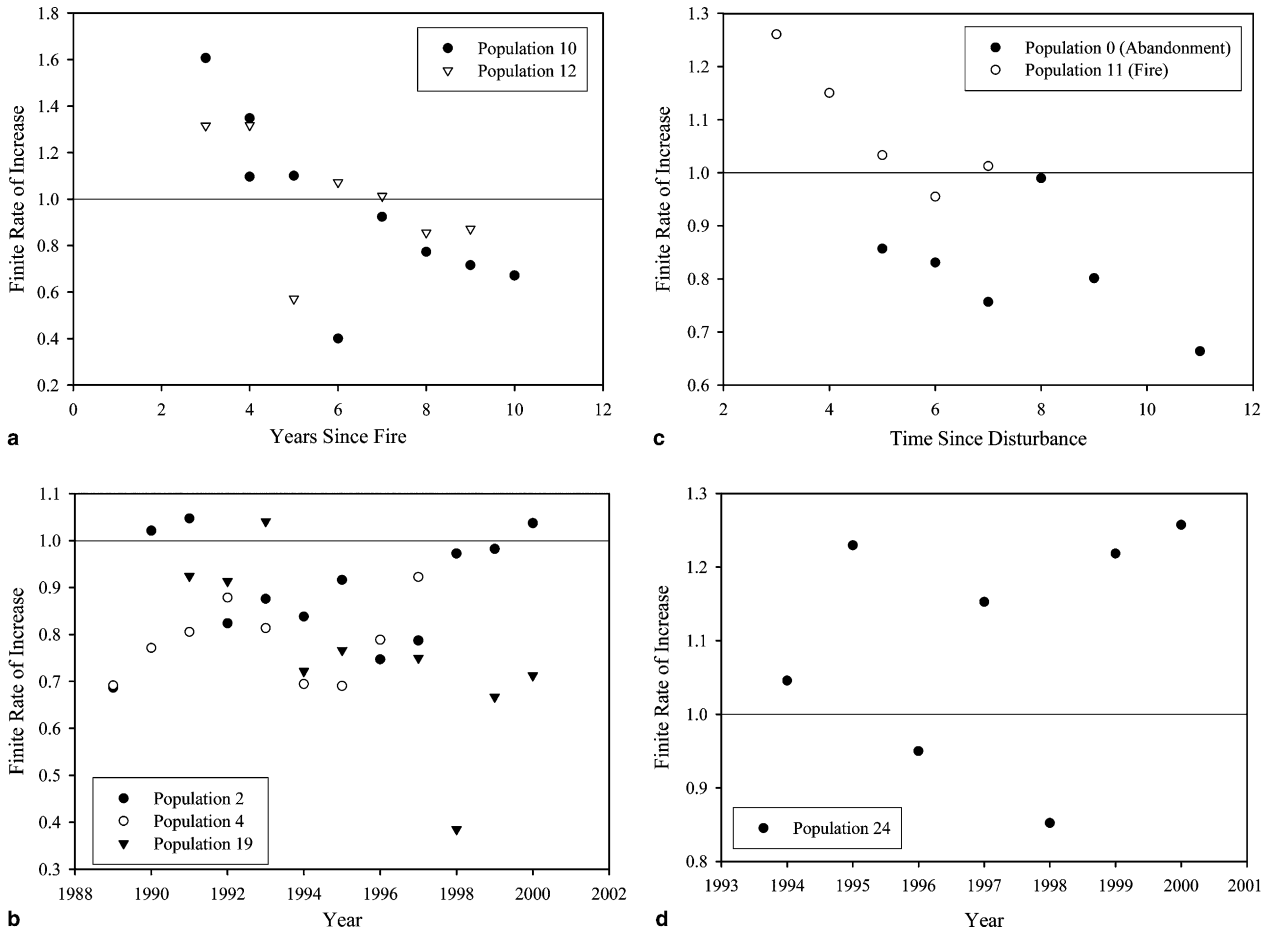 1.8
1.6
1.4
1.2
1.0
0.8
0.6
0.4
0.2
Finite Rate of Increase
Population 10
Population 12
0 2 4 6 8 10 12
Years Since Fire
a
1.3
1.2
1.1
1.0
0.9
0.8
0.7
0.6
Finite Rate of Increase
Population 0 (Abandonment)
Population 11 (Fire)
2 4 6 8 10 12
Time Since Disturbance
c
1.1
1.0
0.9
0.8
0.7
0.6
0.5
0.4
0.3
Finite Rate of Increase
Population 2
Population 4
Population 19
1988 1990 1992 1994 1996 1998 2000 2002
Year
b
1.3
1.2
1.1
1.0
0.9
0.8
Finite Rate of Increase
Population 24
1993 1994 1995 1996 1997 1998 1999 2000 2001
Year
d